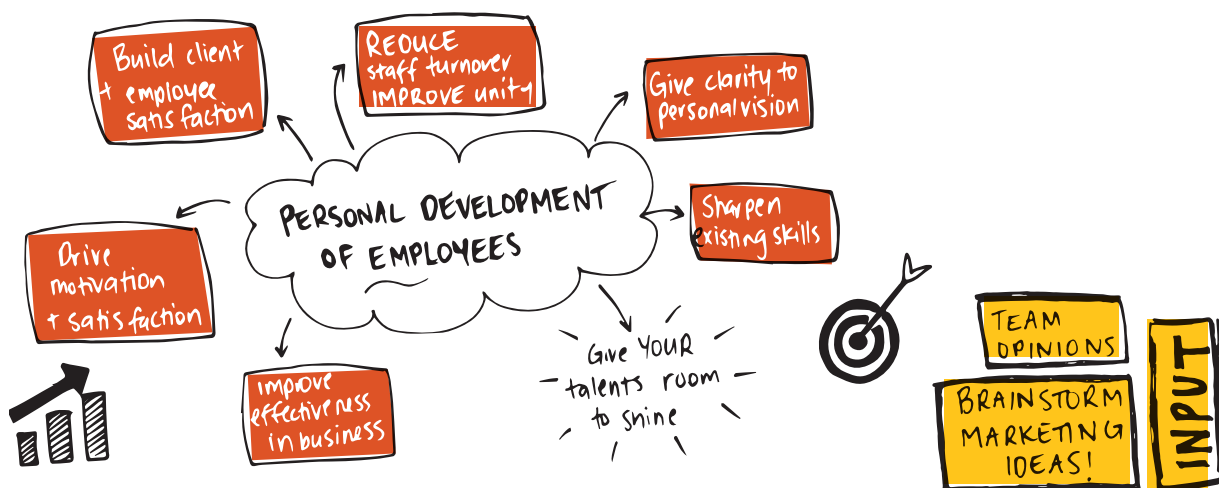 Build client
+ employee
satisfaction
REDUCE
staff turnover
IMPROVE unity
Give clarity to
personal vision
PERSONAL DEVELOPMENT
OF EMPLOYEES
Sharpen
existing skills
Drive
motivation
+ satisfaction
improve
effectiveness
in business
Give YOUR
talents room
to shine
TEAM
OPINIONS
BRAINSTORM
MARKETING
IDEAS!
INPUT